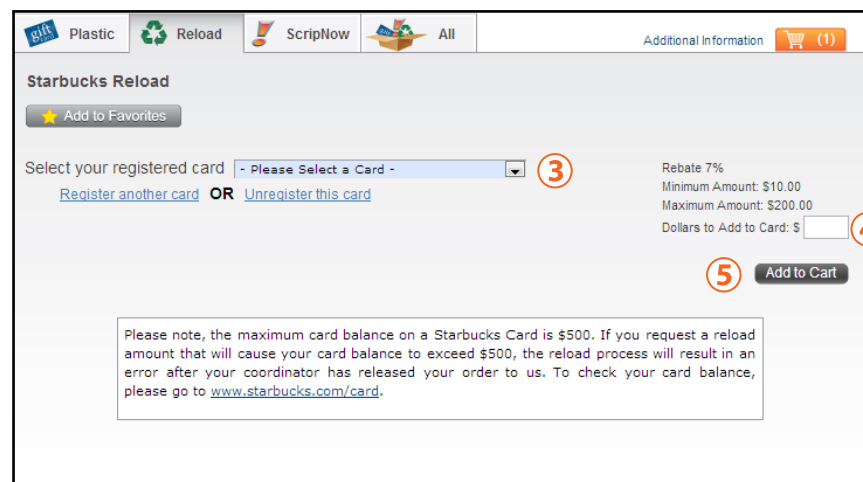 gift Plastic Reload ScripNow All Additional Information (1)
Starbucks Reload
Add to Favorites
Select your registered card - Please Select a Card - 3
Register another card OR Unregister this card
Rebate 7%
Minimum Amount: $10.00
Maximum Amount: $200.00
Dollars to Add to Card: $
5 Add to Cart
Please note, the maximum card balance on a Starbucks Card is $500. If you request a reload
amount that will cause your card balance to exceed $500, the reload process will result in an
error after your coordinator has released your order to us. To check your card balance,
please go to www.starbucks.com/card.